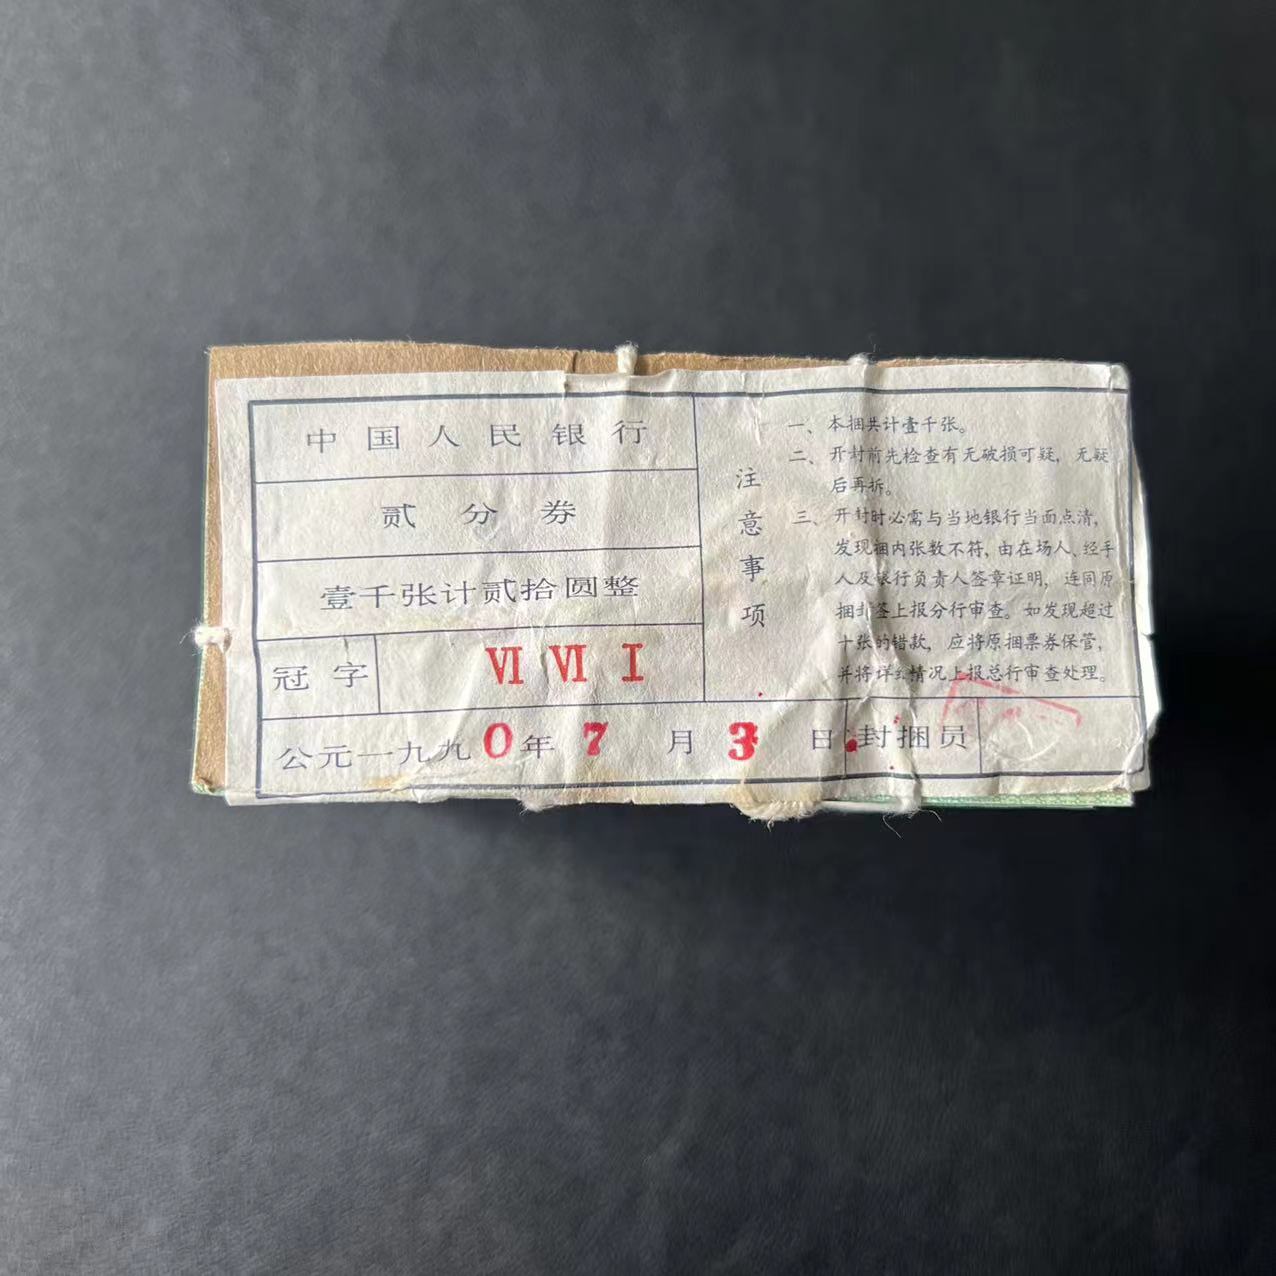 中国人民银行
贰分券
壹千张计贰拾圆整
冠字 Ⅵ Ⅶ Ⅰ
公元一九九0年7月3日 封捆员
注意事项
一、本捆共计壹千张。
二、开封前先检查有无破损可疑，无疑
后再拆。
三、开封时必需与当地银行当面点清，
发现捆内张数不符，由在场人、经手
人及银行负责人签章证明，连同原
捆封签上报分行审查。如发现超过
十张的错款，应将原捆票券保管，
并将详细情况上报总行审查处理。